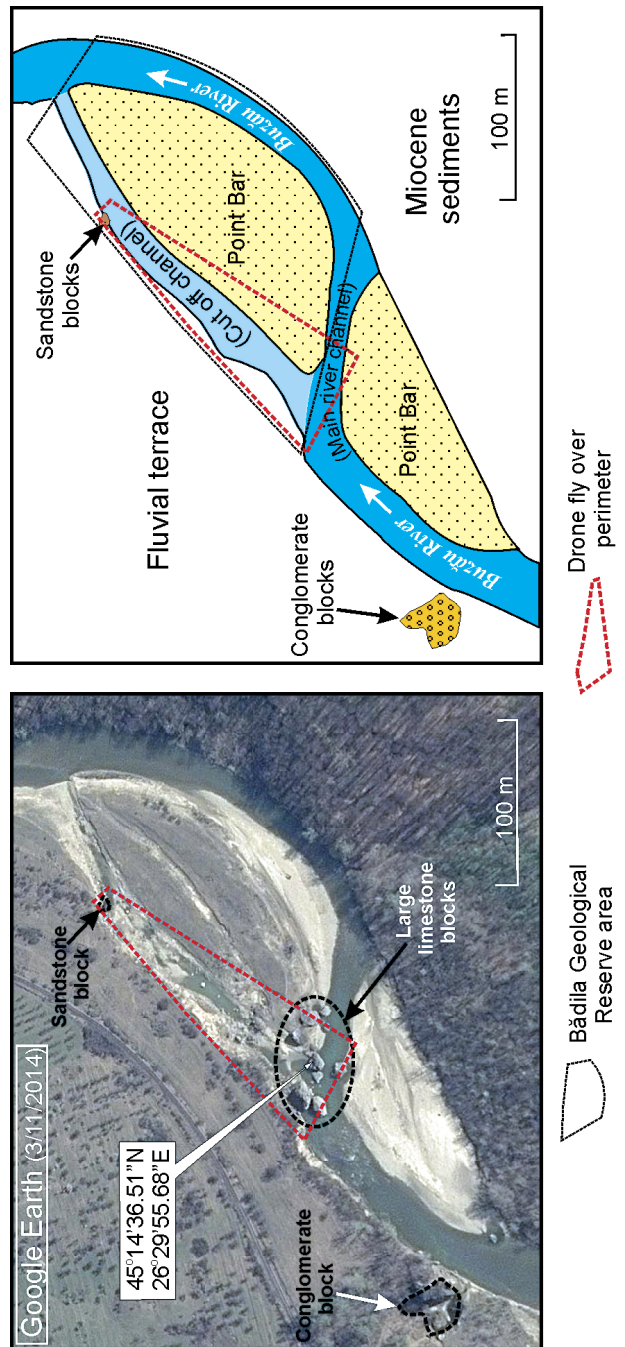 Google Earth (3/11/2014)
45°14'36.51"N
26°29'55.68"E
Sandstone
block
Conglomerate
block
Large
limestone
blocks
100 m
Sandstone
blocks
Fluvial terrace
(Cut off channel)
Point Bar
Buzău River
(Main river channel)
Conglomerate
blocks
Buzău River
Point Bar
Miocene
sediments
100 m
Bădila Geological
Reserve area
Drone fly over
perimeter